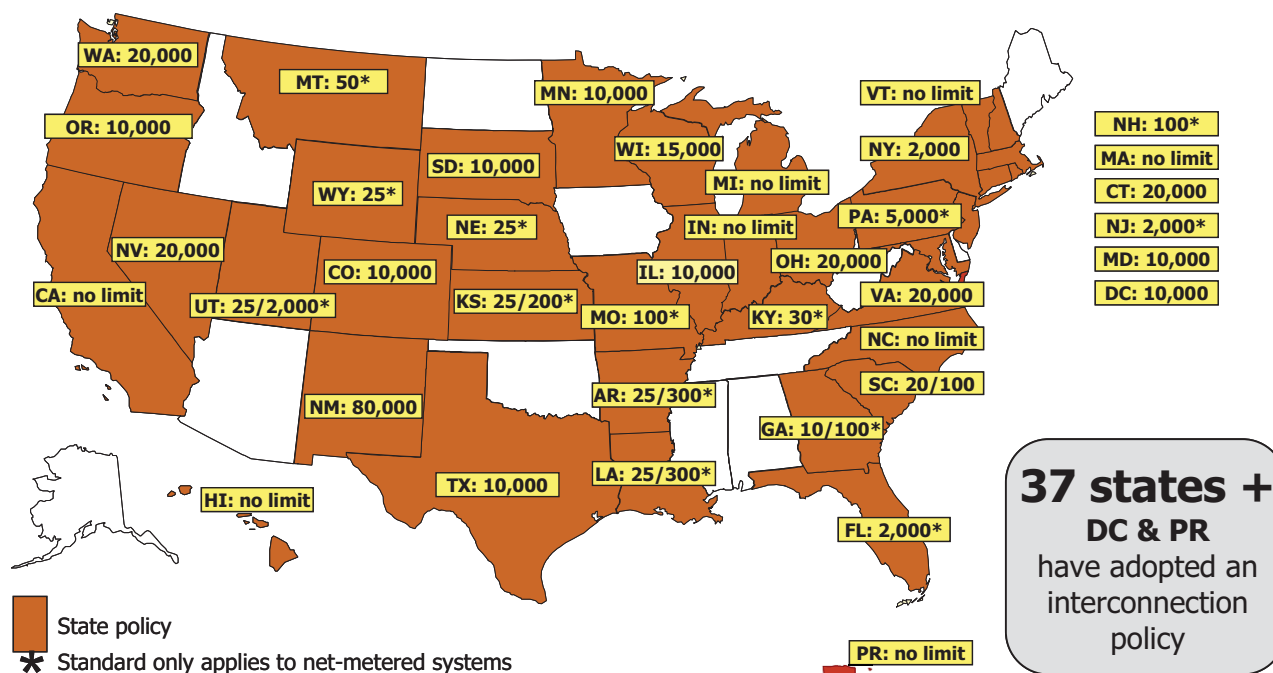 WA: 20,000
MT: 50*
MN: 10,000
VT: no limit
OR: 10,000
NH: 100*
WI: 15,000
NY: 2,000
MA: no limit
SD: 10,000
MI: no limit
CT: 20,000
WY: 25*
PA: 5,000*
NE: 25*
IN: no limit
NJ: 2,000*
NV: 20,000
CO: 10,000
IL: 10,000
OH: 20,000
MD: 10,000
CA: no limit
UT: 25/2,000*
KS: 25/200*
MO: 100*
KY: 30*
VA: 20,000
DC: 10,000
NC: no limit
SC: 20/100
NM: 80,000
AR: 25/300*
GA: 10/100*
TX: 10,000
LA: 25/300*
HI: no limit
FL: 2,000*
37 states +
DC & PR
have adopted an
interconnection
policy
State policy
* Standard only applies to net-metered systems
PR: no limit